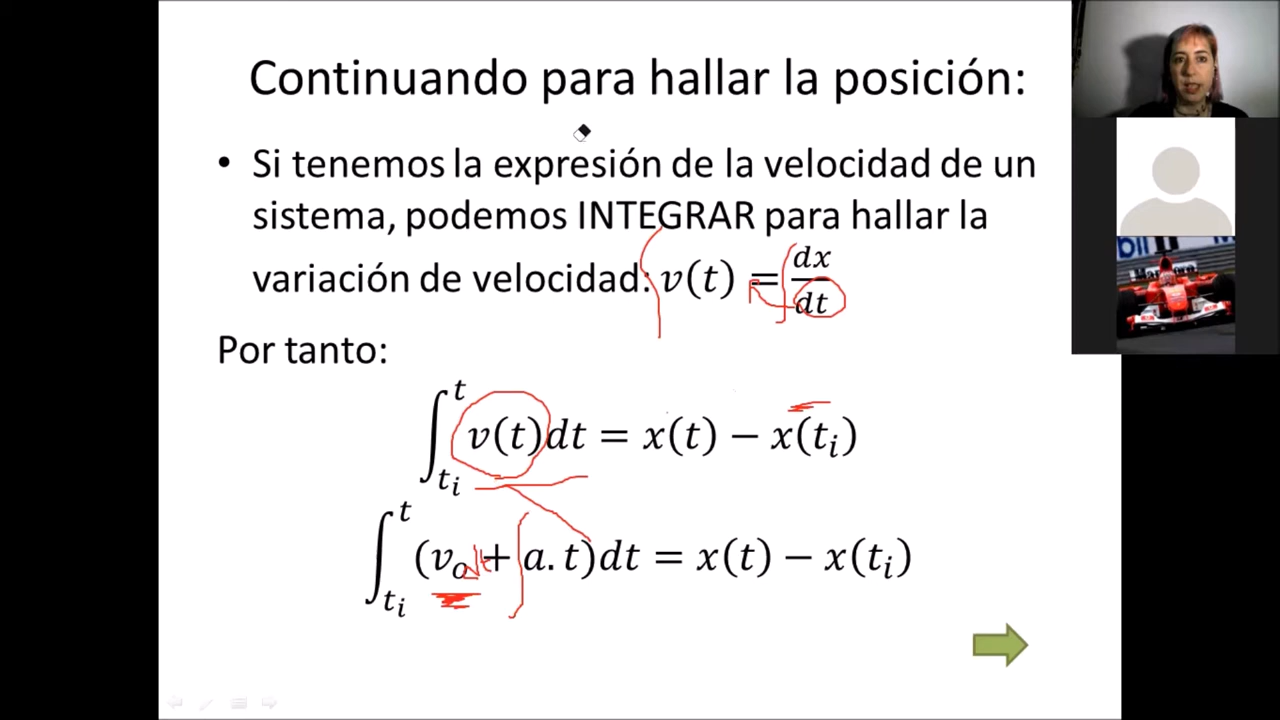 Continuando para hallar la posición:
• Si tenemos la expresión de la velocidad de un
sistema, podemos INTEGRAR para hallar la
variación de velocidad: v(t) = dx/dt
Por tanto:
∫_{t_i}^{t} v(t)dt = x(t) − x(t_i)
∫_{t_i}^{t} (v_o dt + ∫ a.t)dt = x(t) − x(t_i)